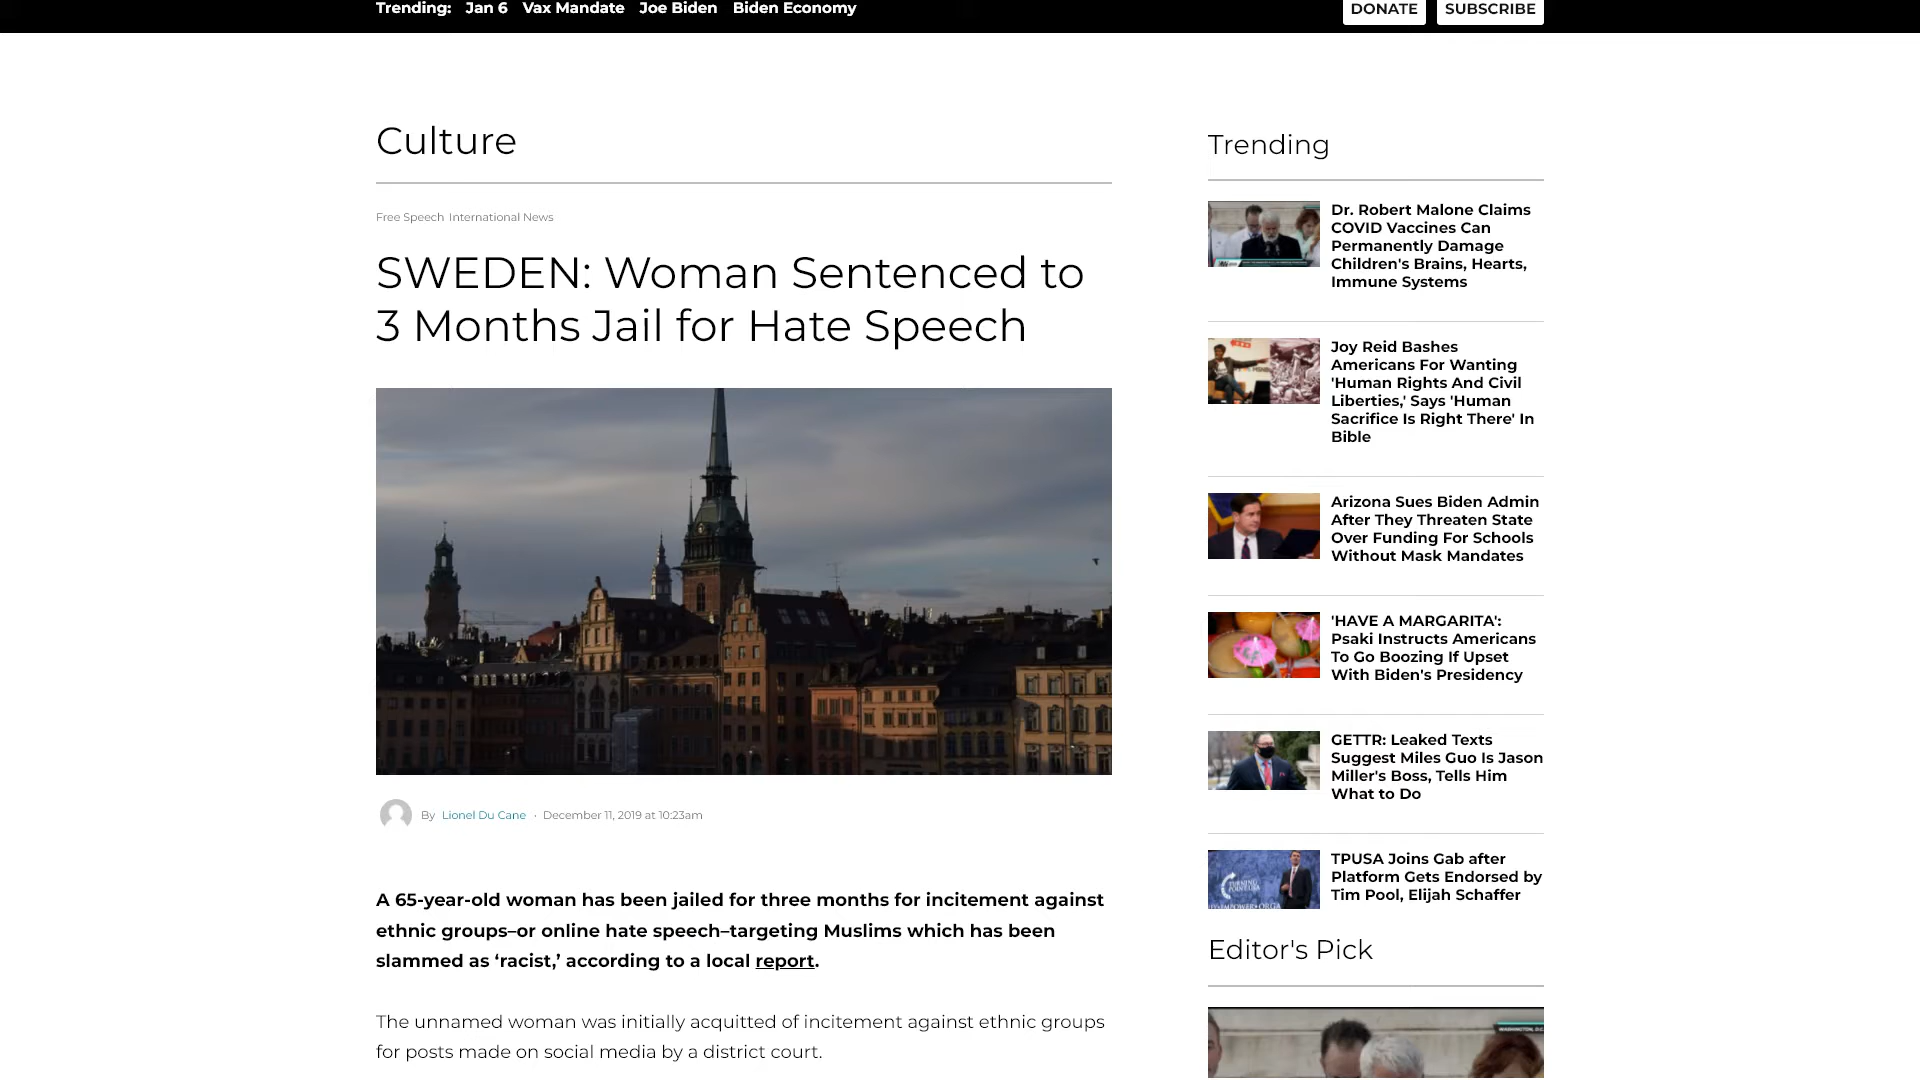 Trending: Jan 6 Vax Mandate Joe Biden Biden Economy
DONATE SUBSCRIBE
Culture
Free Speech International News
SWEDEN: Woman Sentenced to
3 Months Jail for Hate Speech
By Lionel Du Cane · December 11, 2019 at 10:23am
A 65-year-old woman has been jailed for three months for incitement against
ethnic groups–or online hate speech–targeting Muslims which has been
slammed as ‘racist,’ according to a local report.
The unnamed woman was initially acquitted of incitement against ethnic groups
for posts made on social media by a district court.
Trending
Dr. Robert Malone Claims
COVID Vaccines Can
Permanently Damage
Children's Brains, Hearts,
Immune Systems
Joy Reid Bashes
Americans For Wanting
'Human Rights And Civil
Liberties,' Says 'Human
Sacrifice Is Right There' In
Bible
Arizona Sues Biden Admin
After They Threaten State
Over Funding For Schools
Without Mask Mandates
'HAVE A MARGARITA':
Psaki Instructs Americans
To Go Boozing If Upset
With Biden's Presidency
GETTR: Leaked Texts
Suggest Miles Guo Is Jason
Miller's Boss, Tells Him
What to Do
TURNING
TPUSA Joins Gab after
Platform Gets Endorsed by
Tim Pool, Elijah Schaffer
Editor's Pick
WASHINGTON, D.C.